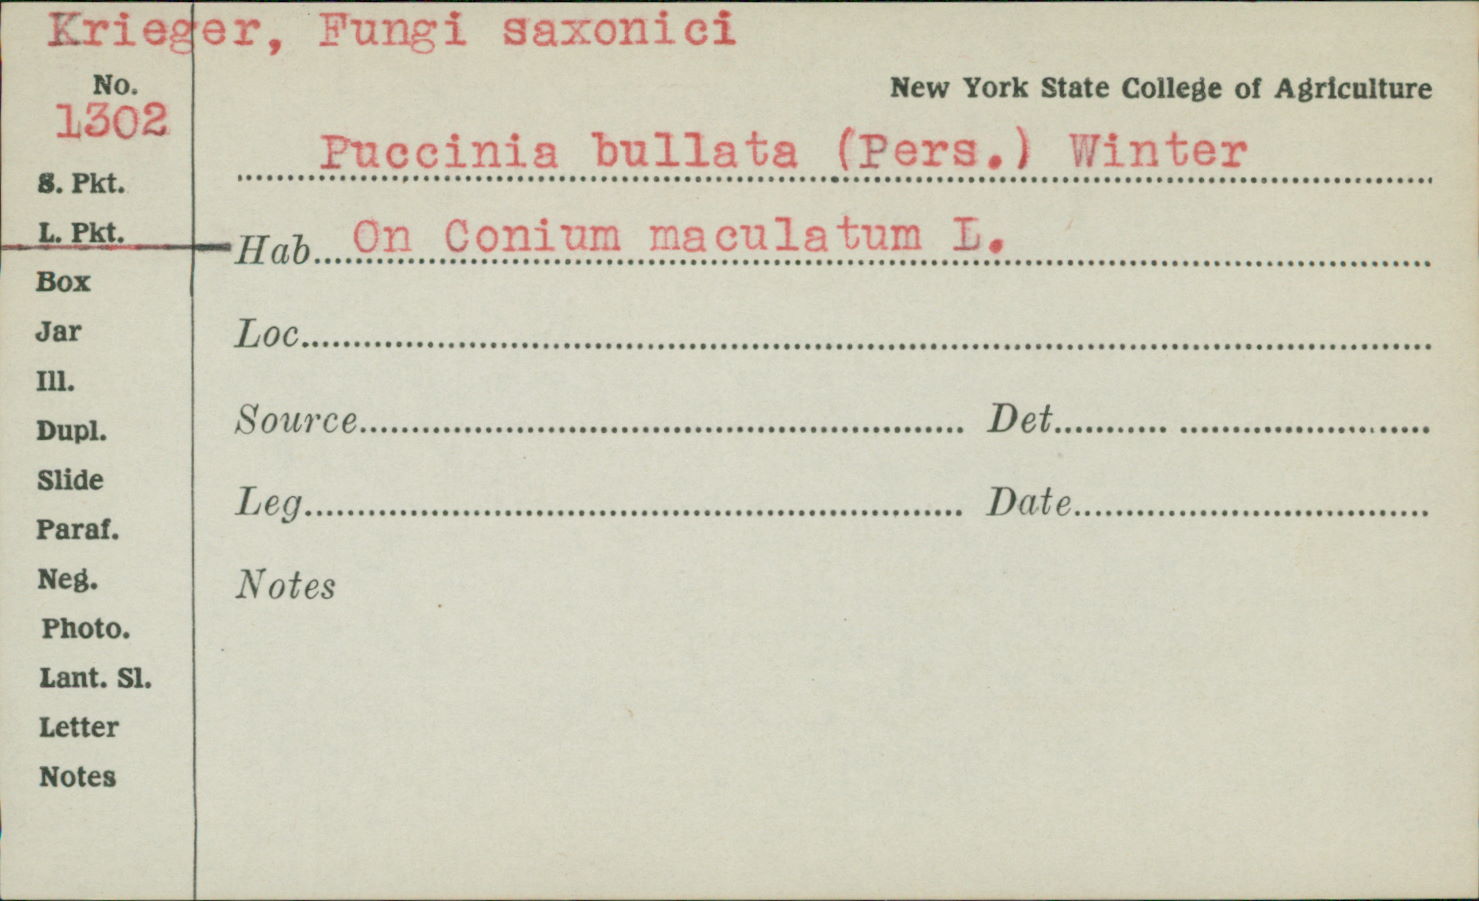 Krieger, Fungi saxonici
No.
New York State College of Agriculture
1302
Puccinia bullata (Pers.) Winter
S. Pkt.
L. Pkt.
Hab. On Conium maculatum L.
Box
Loc.
Jar
Ill.
Source Det.
Dupl.
Slide
Leg. Date
Paraf.
Neg.
Notes
Photo.
Lant. Sl.
Letter
Notes